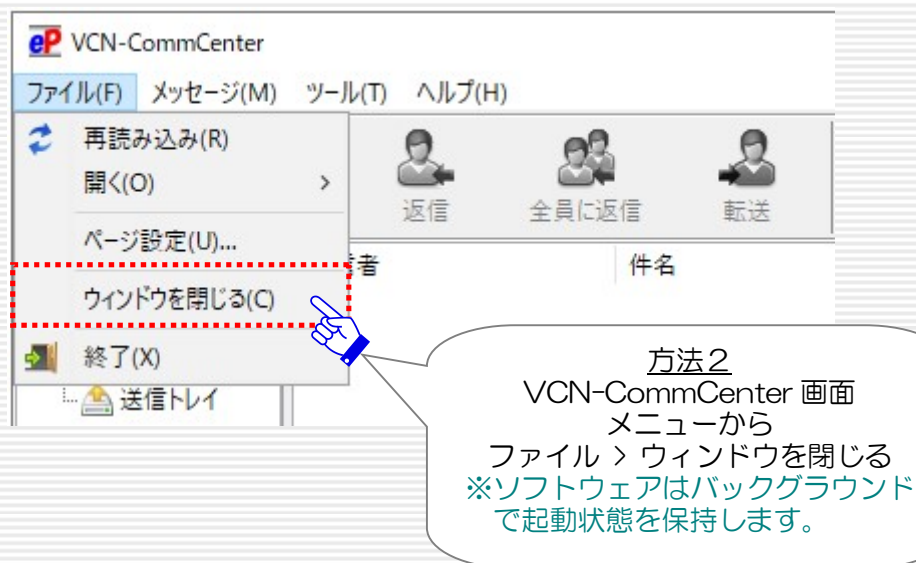 eP VCN-CommCenter
ファイル(F) メッセージ(M) ツール(T) ヘルプ(H)
再読み込み(R)
開く(O) >
返信 全員に返信 転送
ページ設定(U)...
者 件名
ウィンドウを閉じる(C)
終了(X)
送信トレイ
方法２
VCN-CommCenter 画面
メニューから
ファイル > ウィンドウを閉じる
※ソフトウェアはバックグラウンド
で起動状態を保持します。